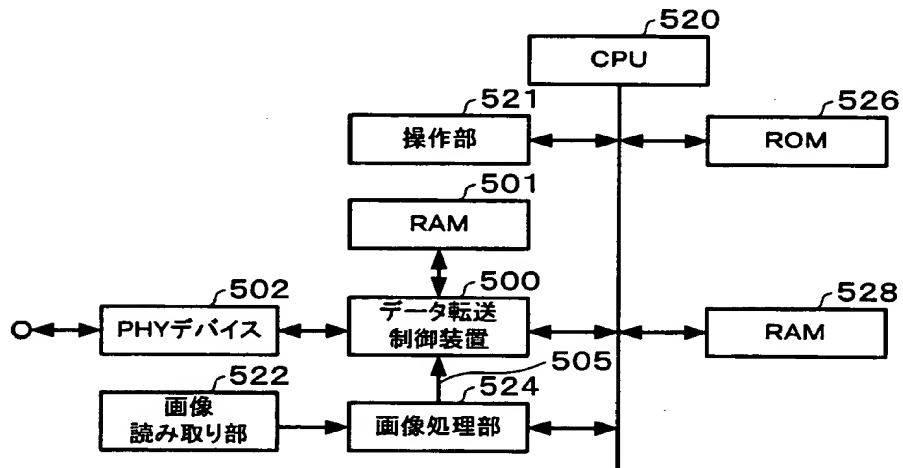 520
CPU
521
操作部
526
ROM
501
RAM
502
PHYデバイス
500
データ転送
制御装置
528
RAM
505
522
画像
読み取り部
524
画像処理部